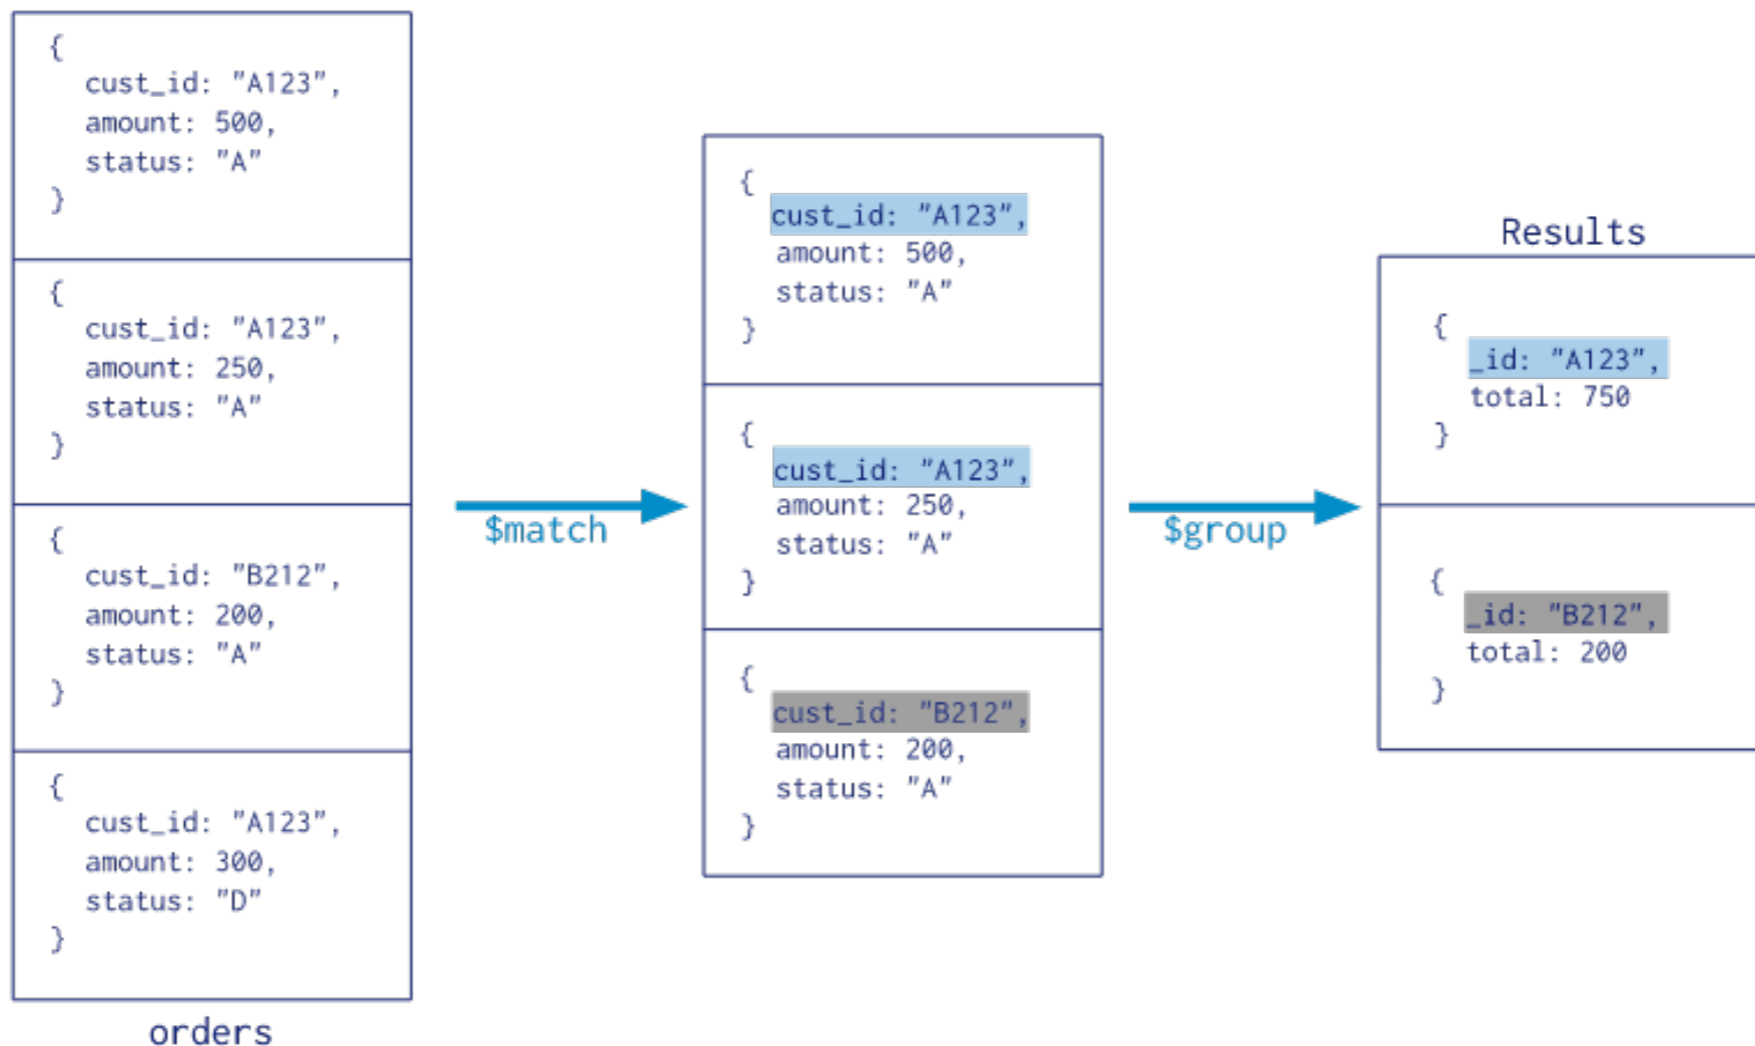 {
cust_id: "A123",
amount: 500,
status: "A"
}
{
cust_id: "A123",
amount: 250,
status: "A"
}
{
cust_id: "B212",
amount: 200,
status: "A"
}
{
cust_id: "A123",
amount: 300,
status: "D"
}
orders
$match
{
cust_id: "A123",
amount: 500,
status: "A"
}
{
cust_id: "A123",
amount: 250,
status: "A"
}
{
cust_id: "B212",
amount: 200,
status: "A"
}
$group
Results
{
_id: "A123",
total: 750
}
{
_id: "B212",
total: 200
}